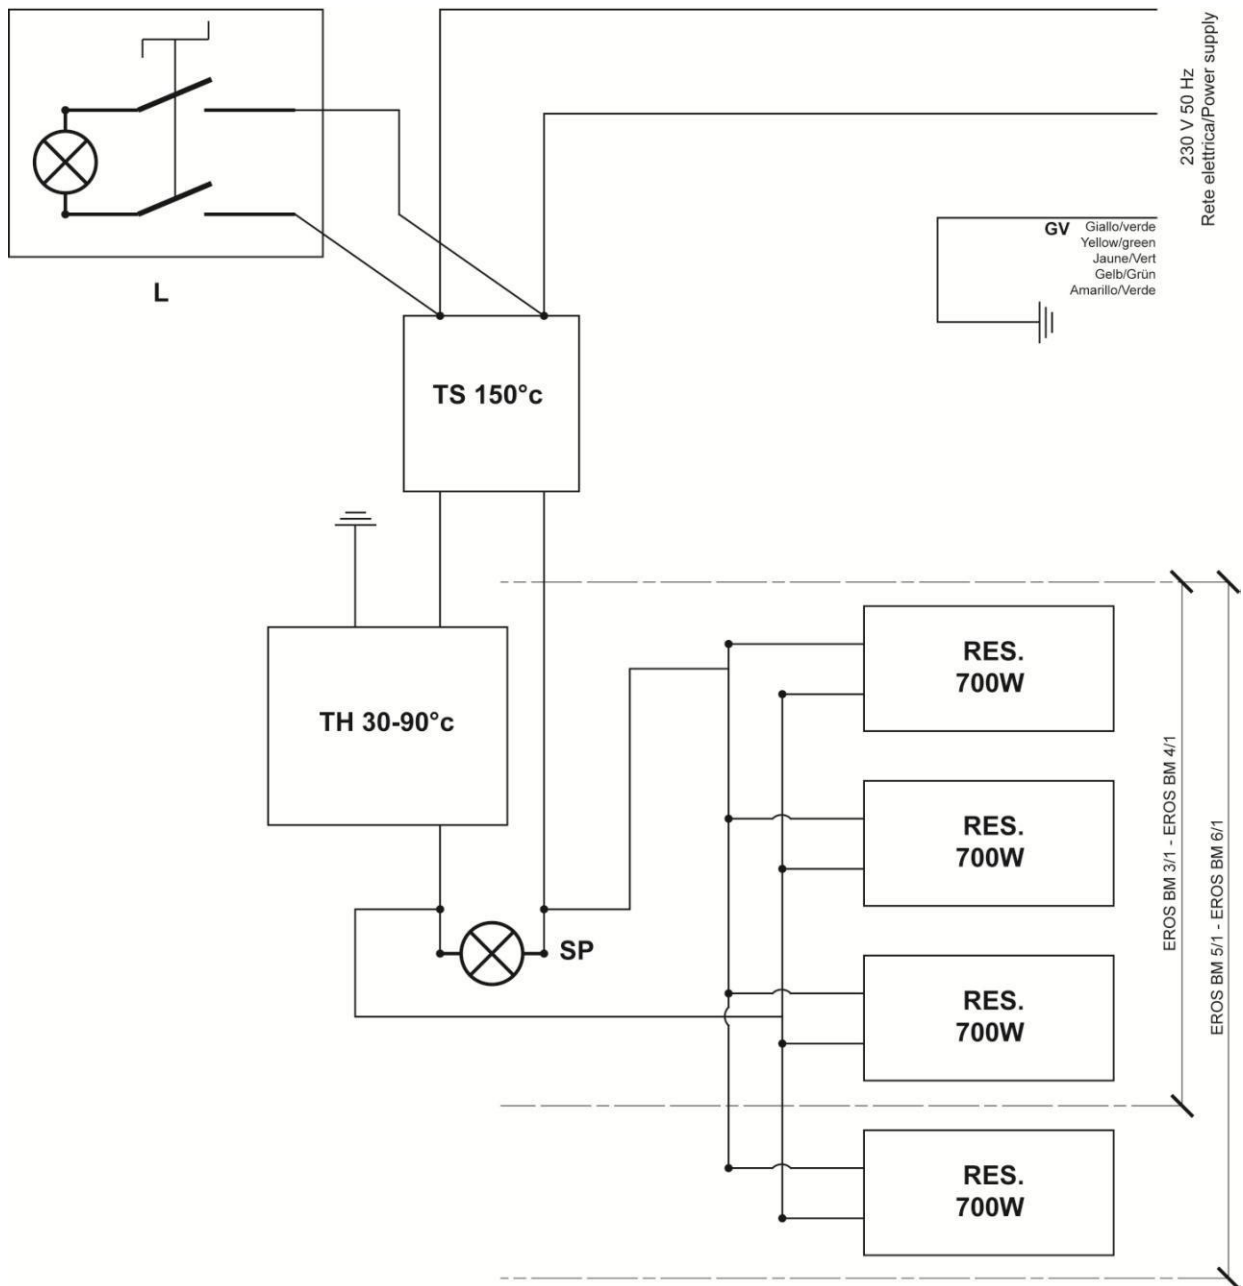 230 V 50 Hz
Rete elettrica/Power supply
GV
Giallo/verde
Yellow/green
Jaune/Vert
Gelb/Grün
Amarillo/Verde
L
TS 150°c
TH 30-90°c
SP
RES.
700W
RES.
700W
RES.
700W
RES.
700W
EROS BM 3/1 - EROS BM 4/1
EROS BM 5/1 - EROS BM 6/1